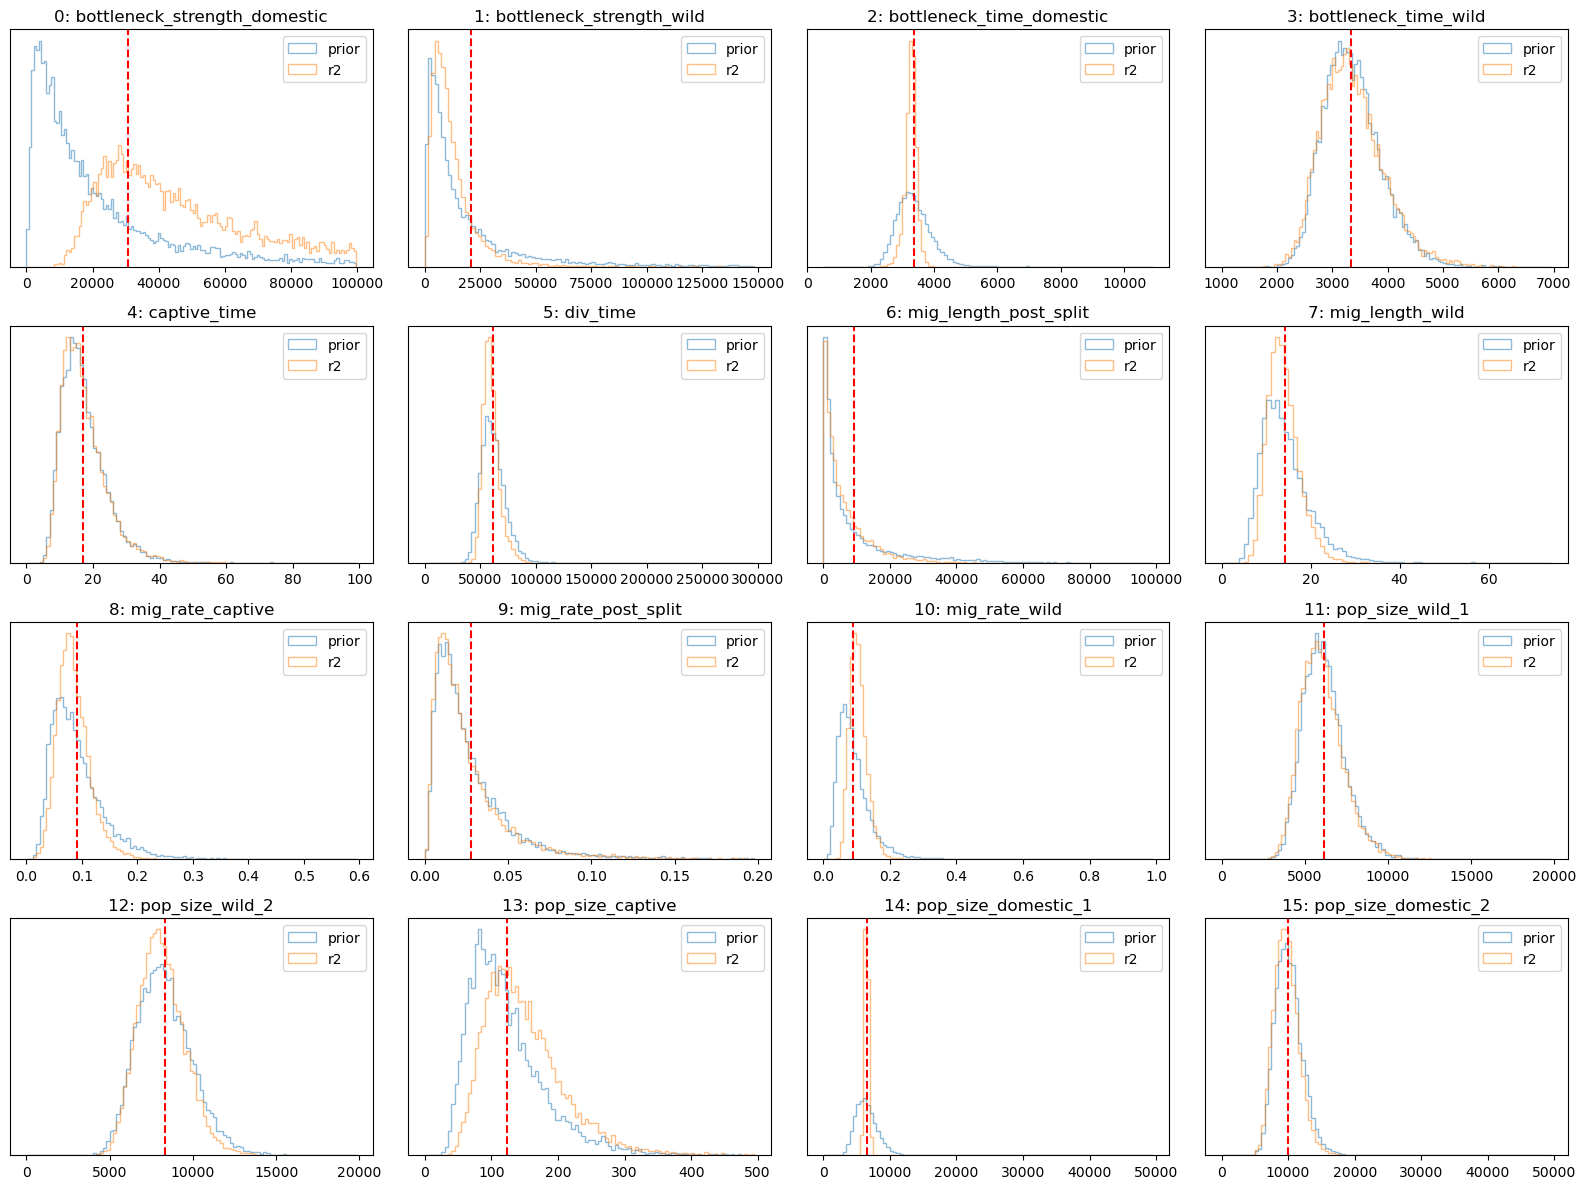 0: bottleneck_strength_domestic
prior
r2
0 20000 40000 60000 80000 100000
1: bottleneck_strength_wild
prior
r2
0 25000 50000 75000 100000 125000 150000
2: bottleneck_time_domestic
prior
r2
0 2000 4000 6000 8000 10000
3: bottleneck_time_wild
prior
r2
1000 2000 3000 4000 5000 6000 7000
4: captive_time
prior
r2
0 20 40 60 80 100
5: div_time
prior
r2
0 50000 100000 150000 200000 250000 300000
6: mig_length_post_split
prior
r2
0 20000 40000 60000 80000 100000
7: mig_length_wild
prior
r2
0 20 40 60
8: mig_rate_captive
prior
r2
0.0 0.1 0.2 0.3 0.4 0.5 0.6
9: mig_rate_post_split
prior
r2
0.00 0.05 0.10 0.15 0.20
10: mig_rate_wild
prior
r2
0.0 0.2 0.4 0.6 0.8 1.0
11: pop_size_wild_1
prior
r2
5000 10000 15000 20000
12: pop_size_wild_2
prior
r2
0 5000 10000 15000 20000
13: pop_size_captive
prior
r2
0 100 200 300 400 500
14: pop_size_domestic_1
prior
r2
0 10000 20000 30000 40000 50000
15: pop_size_domestic_2
prior
r2
0 10000 20000 30000 40000 50000